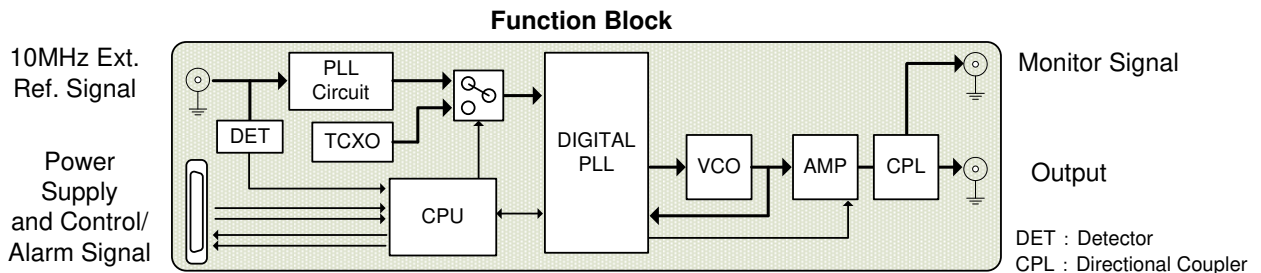 Function Block
10MHz Ext.
Ref. Signal
Power
Supply
and Control/
Alarm Signal
PLL
Circuit
DET
TCXO
CPU
DIGITAL
PLL
VCO
AMP
CPL
Monitor Signal
Output
DET : Detector
CPL : Directional Coupler